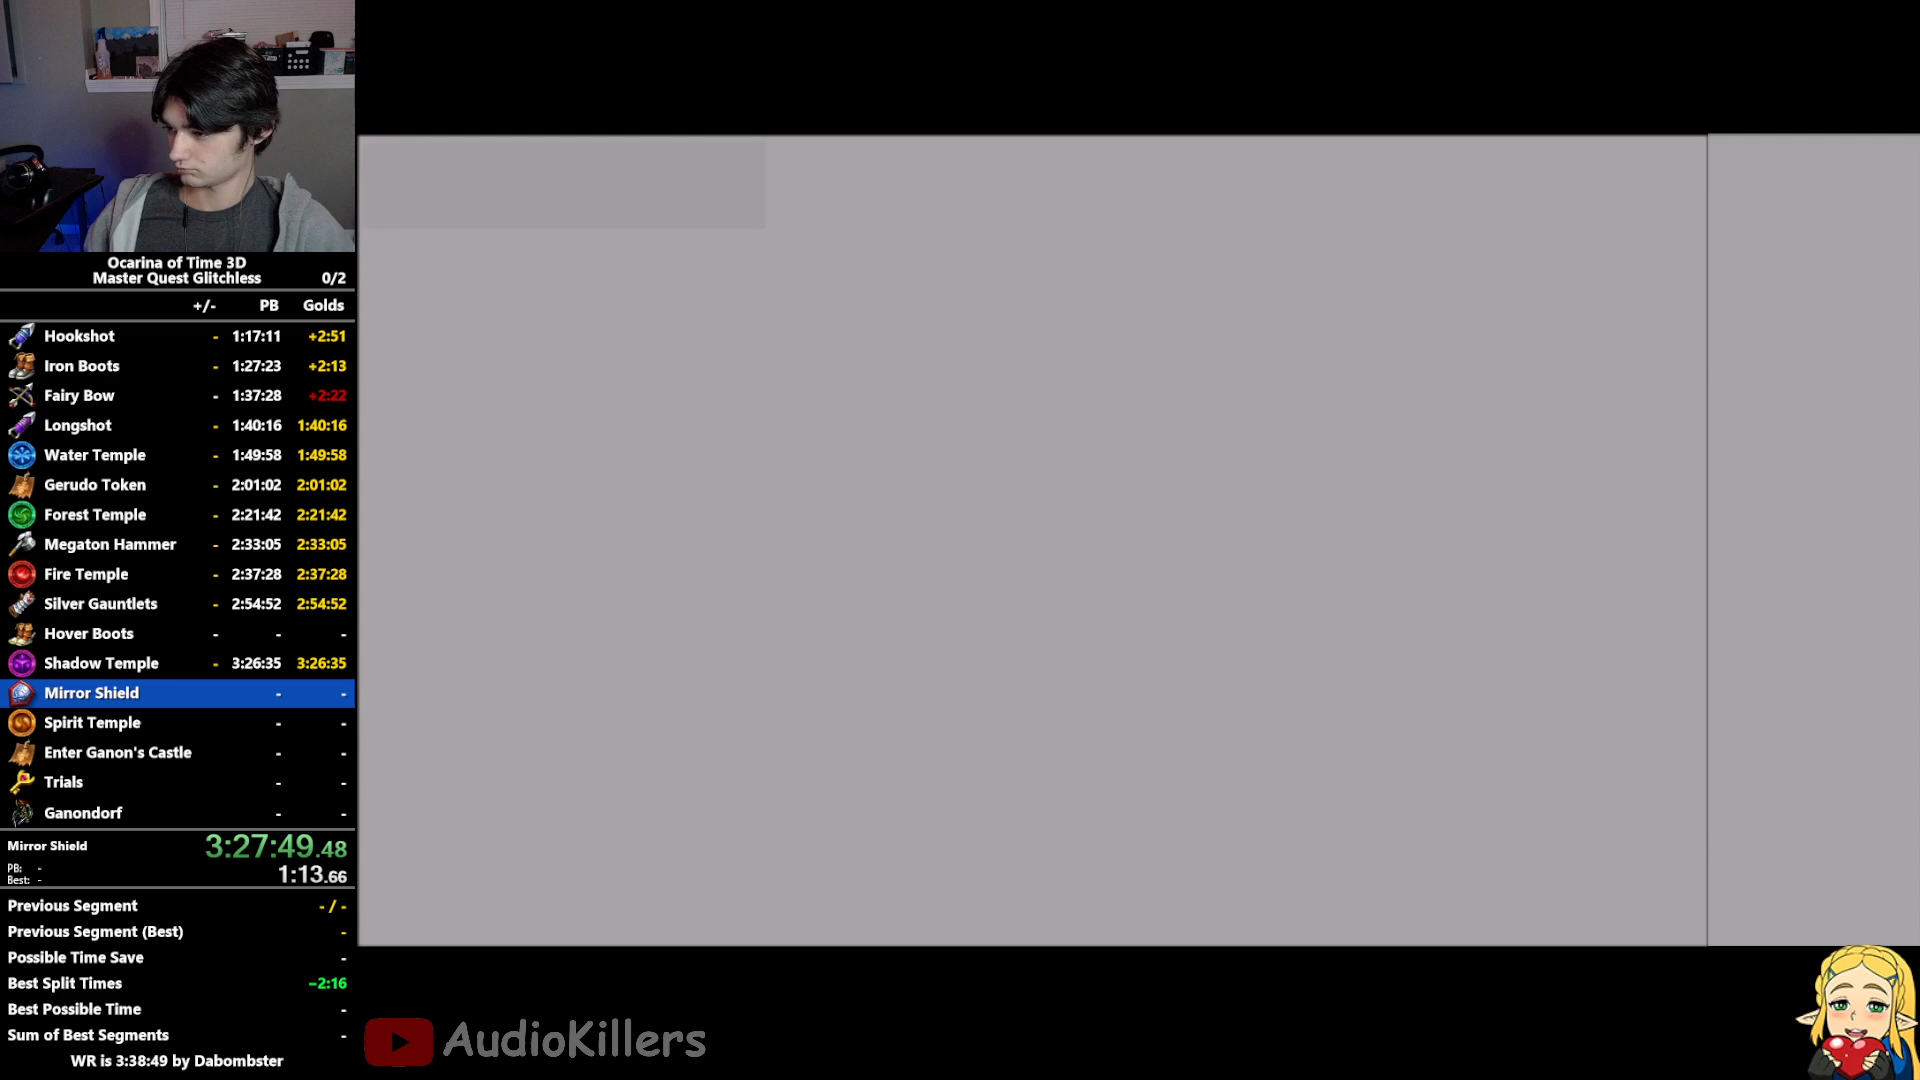 Ocarina of Time 3D
Master Quest Glitchless 0/2
+/- PB Golds
Hookshot - 1:17:11 +2:51
Iron Boots - 1:27:23 +2:13
Fairy Bow - 1:37:28 +2:22
Longshot - 1:40:16 1:40:16
Water Temple - 1:49:58 1:49:58
Gerudo Token - 2:01:02 2:01:02
Forest Temple - 2:21:42 2:21:42
Megaton Hammer - 2:33:05 2:33:05
Fire Temple - 2:37:28 2:37:28
Silver Gauntlets - 2:54:52 2:54:52
Hover Boots - - -
Shadow Temple - 3:26:35 3:26:35
Mirror Shield - -
Spirit Temple - -
Enter Ganon's Castle - -
Trials - -
Ganondorf - -
Mirror Shield 3:27:49.48
PB: - 1:13.66
Best: -
Previous Segment - / -
Previous Segment (Best) -
Possible Time Save -
Best Split Times −2:16
Best Possible Time -
Sum of Best Segments -
WR is 3:38:49 by Dabombster
AudioKillers